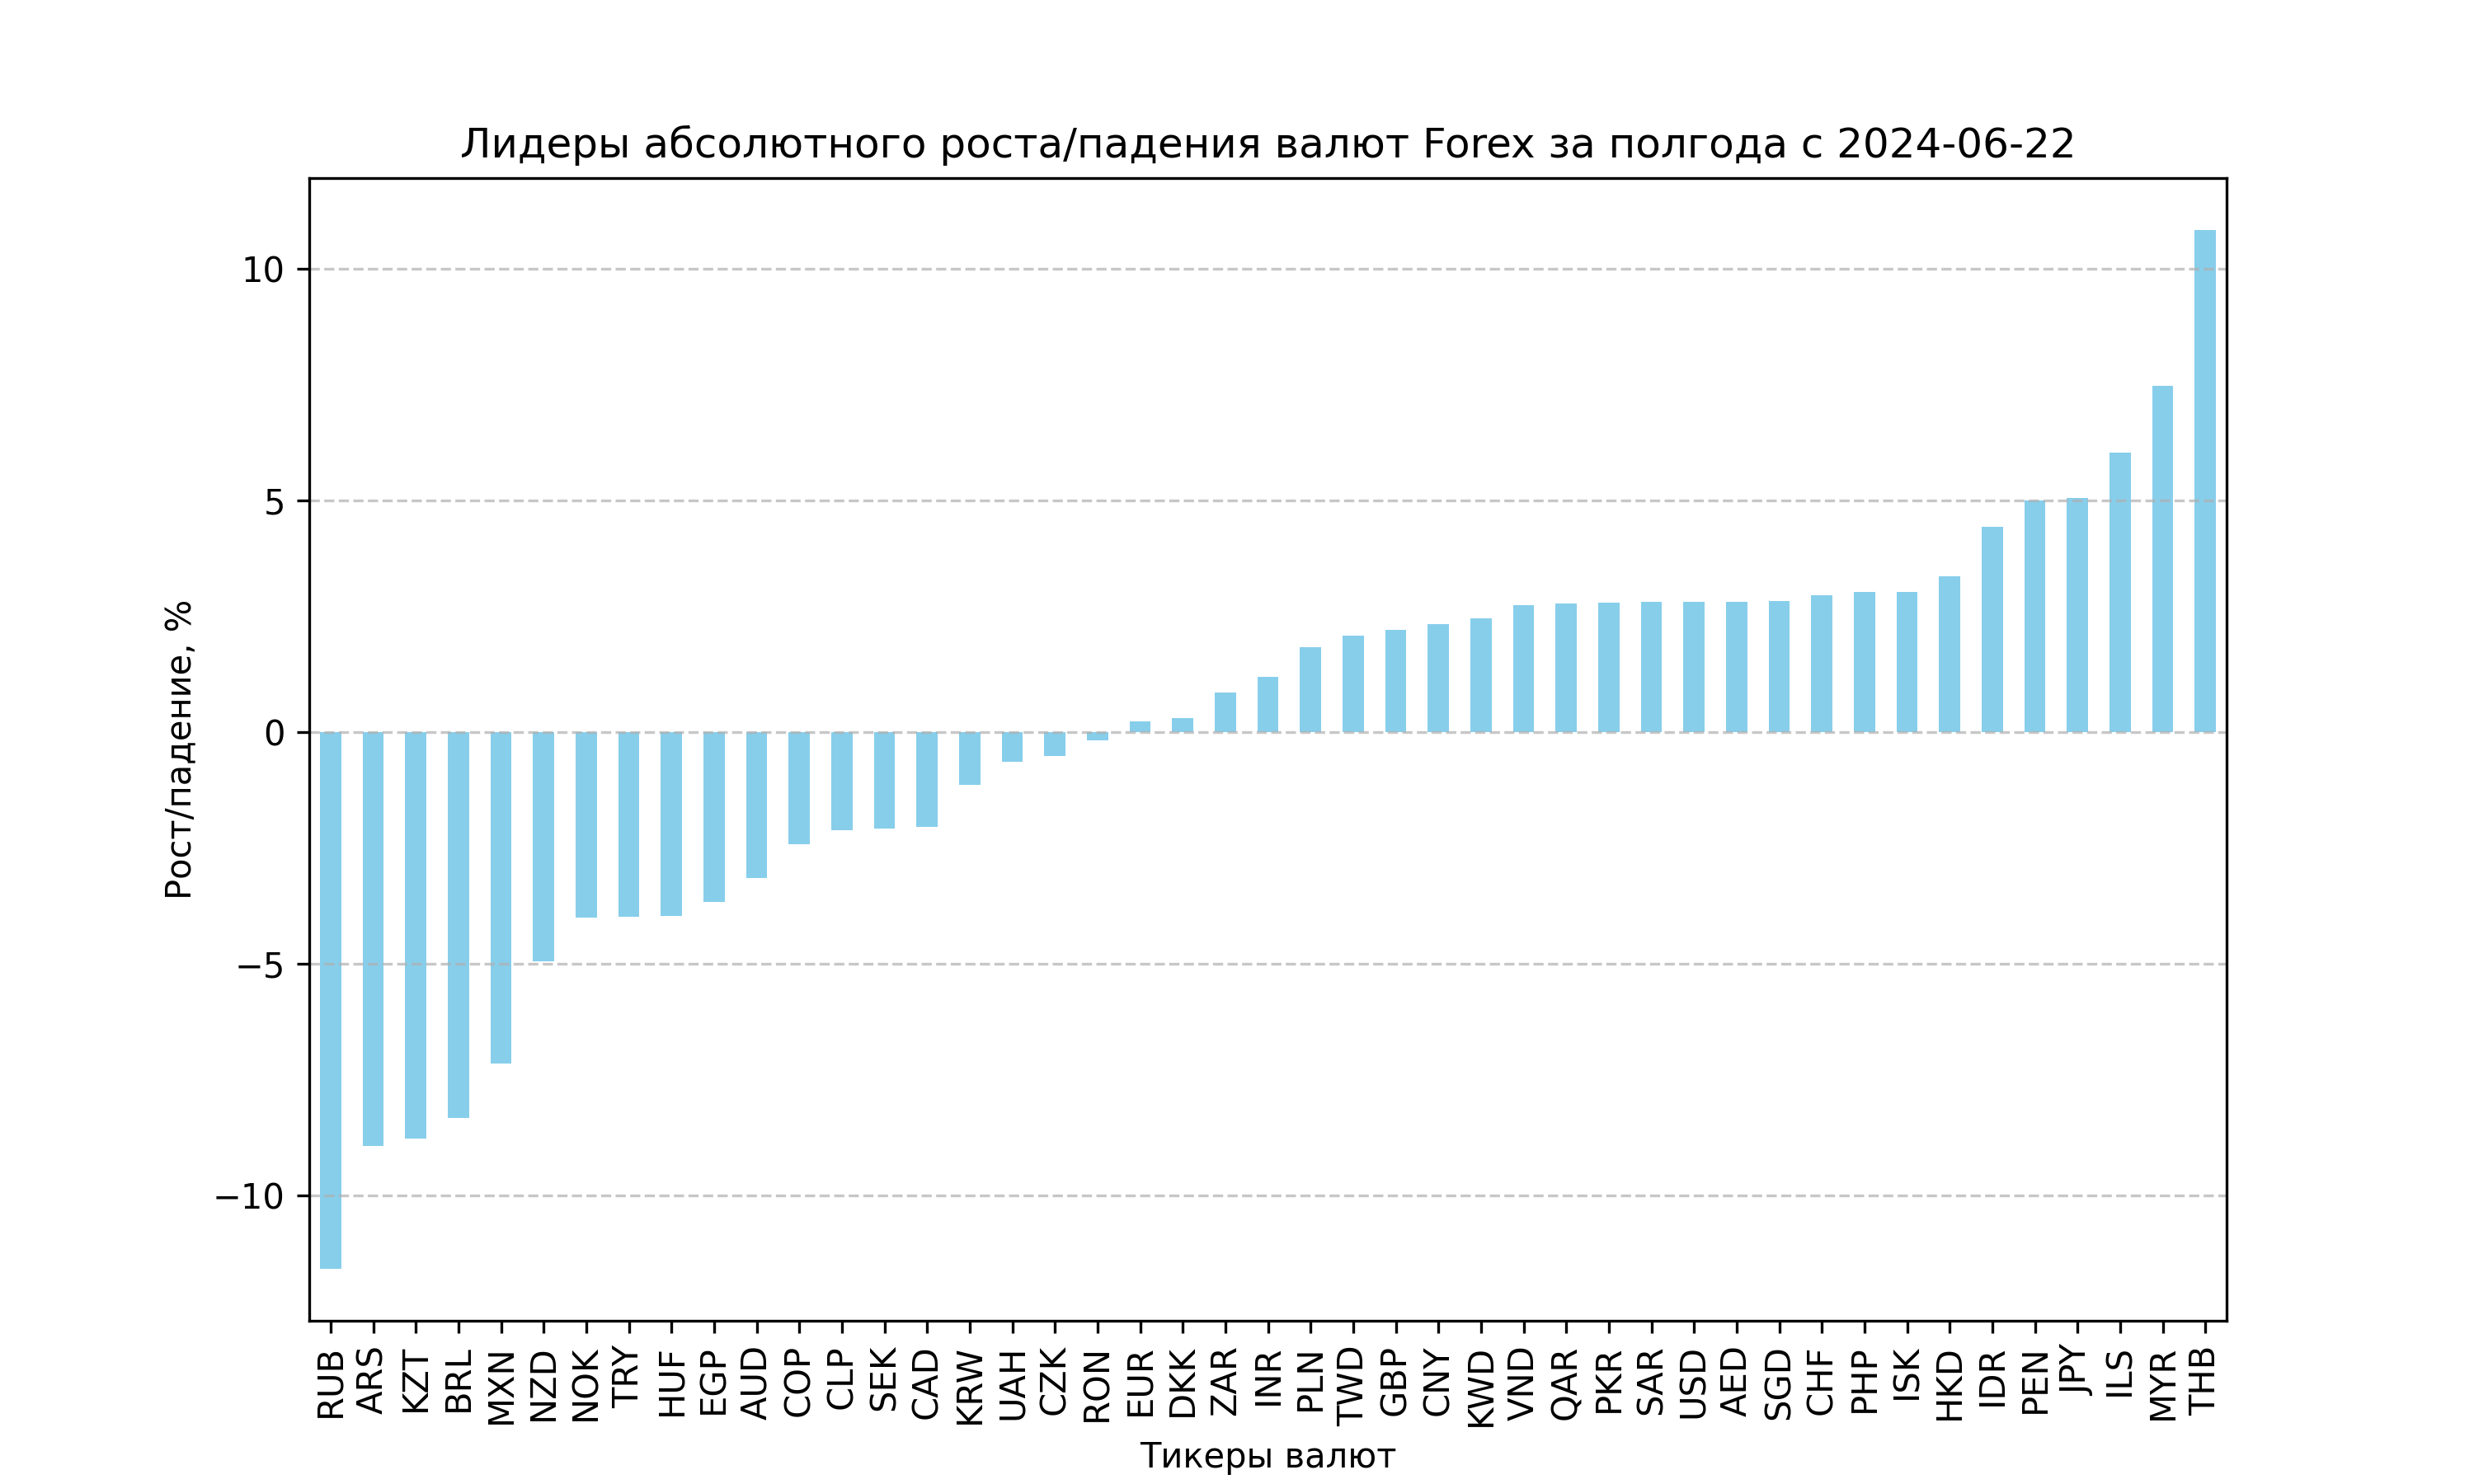 Лидеры абсолютного роста/падения валют Forex за полгода с 2024-06-22
Рост/падение, %
10
5
0
−5
−10
RUB
ARS
KZT
BRL
MXN
NZD
NOK
TRY
HUF
EGP
AUD
COP
CLP
SEK
CAD
KRW
UAH
CZK
RON
EUR
DKK
ZAR
INR
PLN
TWD
GBP
CNY
KWD
VND
QAR
PKR
SAR
USD
AED
SGD
CHF
PHP
ISK
HKD
IDR
PEN
JPY
ILS
MYR
THB
Тикеры валют